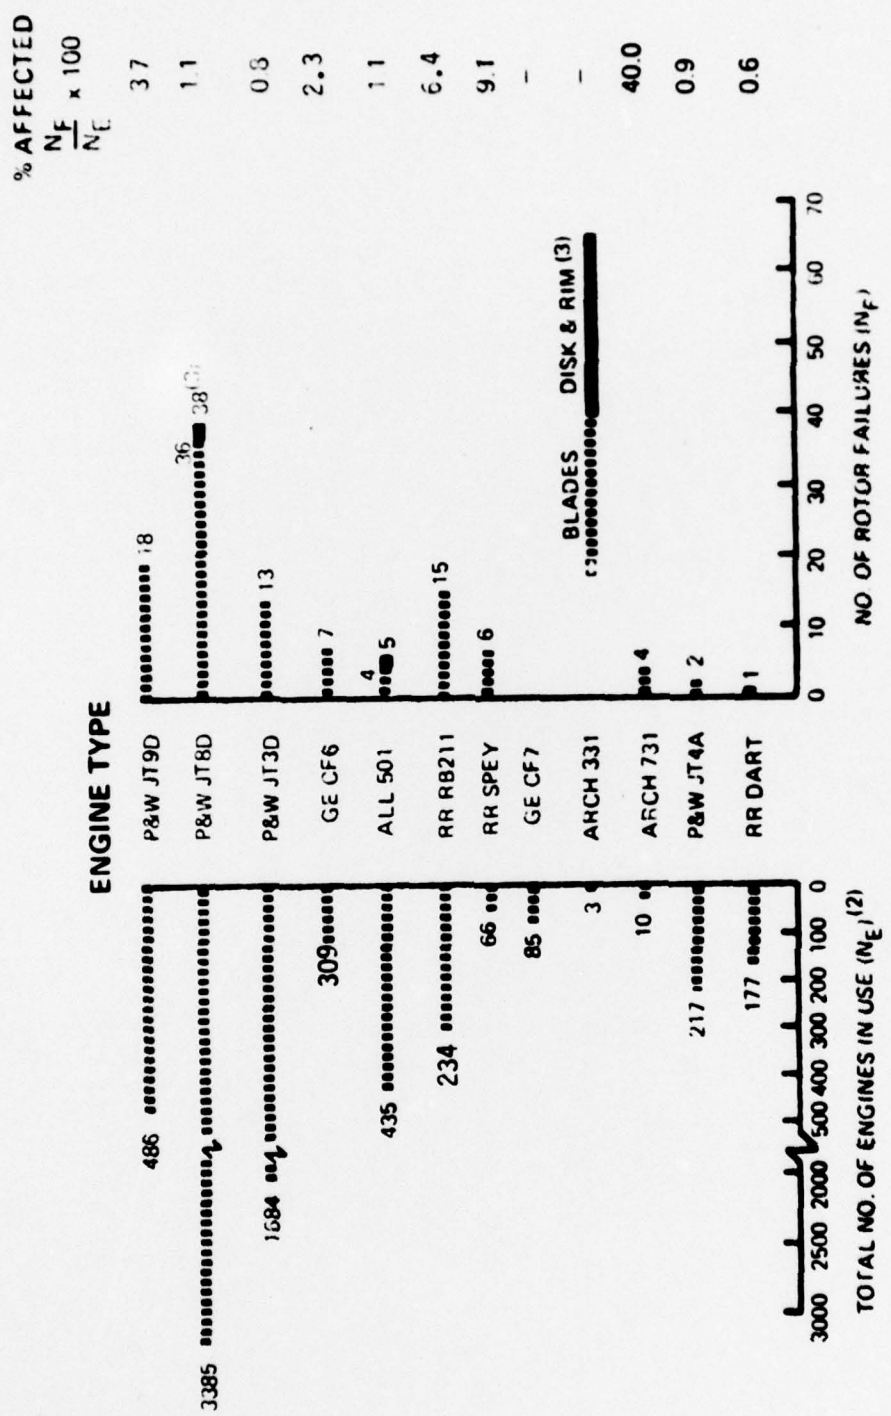 ENGINE TYPE
% AFFECTED
N_F / N_E x 100
3385
486
P&W JT9D
18
3 7
P&W JT8D
36
38 (3)
1.1
1684
P&W JT3D
13
0.8
309
GE CF6
7
2.3
435
ALL 501
4
5
1.1
234
RR RB211
15
6.4
66
RR SPEY
6
9.1
85
GE CF7
–
3
ARCH 331
–
BLADES DISK & RIM (3)
10
ARCH 731
4
40.0
217
P&W JT4A
2
0.9
177
RR DART
1
0.6
3000 2500 2000 500 400 300 200 100 0
0 10 20 30 40 50 60 70
TOTAL NO. OF ENGINES IN USE (N_E) (2)
NO. OF ROTOR FAILURES (N_F)